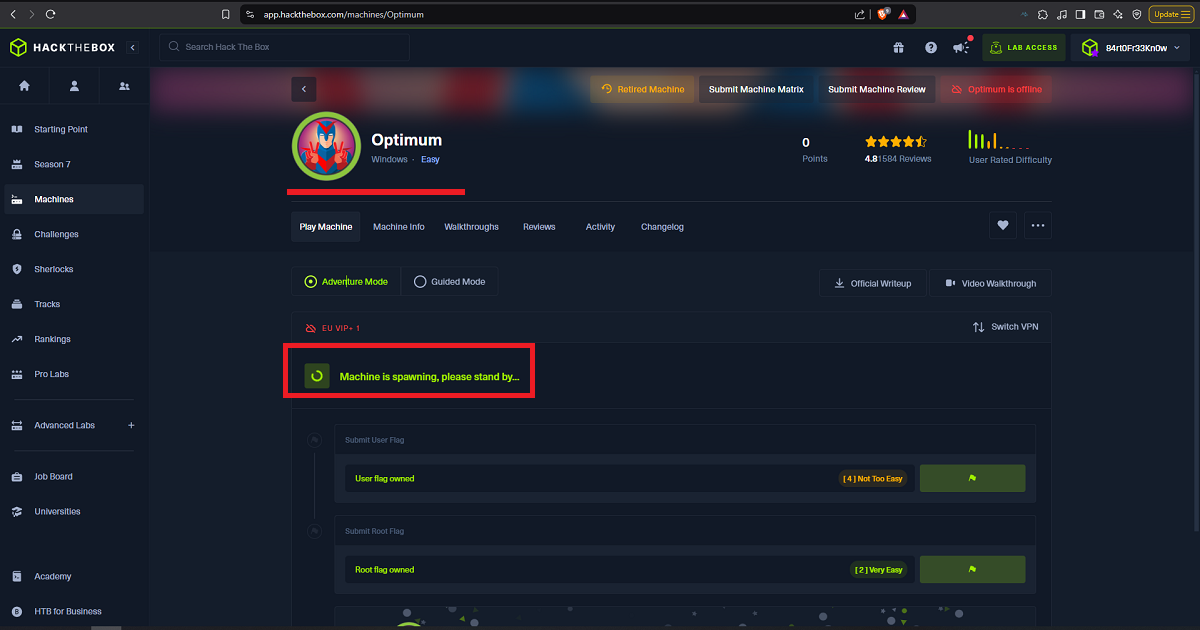 app.hackthebox.com/machines/Optimum
Update
HACKTHEBOX
Search Hack The Box
LAB ACCESS
84rt0Fr33Kn0w
Starting Point
Season 7
Machines
Challenges
Sherlocks
Tracks
Rankings
Pro Labs
Advanced Labs +
Job Board
Universities
Academy
HTB for Business
Retired Machine
Submit Machine Matrix
Submit Machine Review
Optimum is offline
Optimum
Windows · Easy
0
Points
4.8 1584 Reviews
User Rated Difficulty
Play Machine
Machine Info
Walkthroughs
Reviews
Activity
Changelog
Adventure Mode
Guided Mode
Official Writeup
Video Walkthrough
EU VIP+ 1
Switch VPN
Machine is spawning, please stand by...
Submit User Flag
User flag owned
[ 4 ] Not Too Easy
Submit Root Flag
Root flag owned
[ 2 ] Very Easy